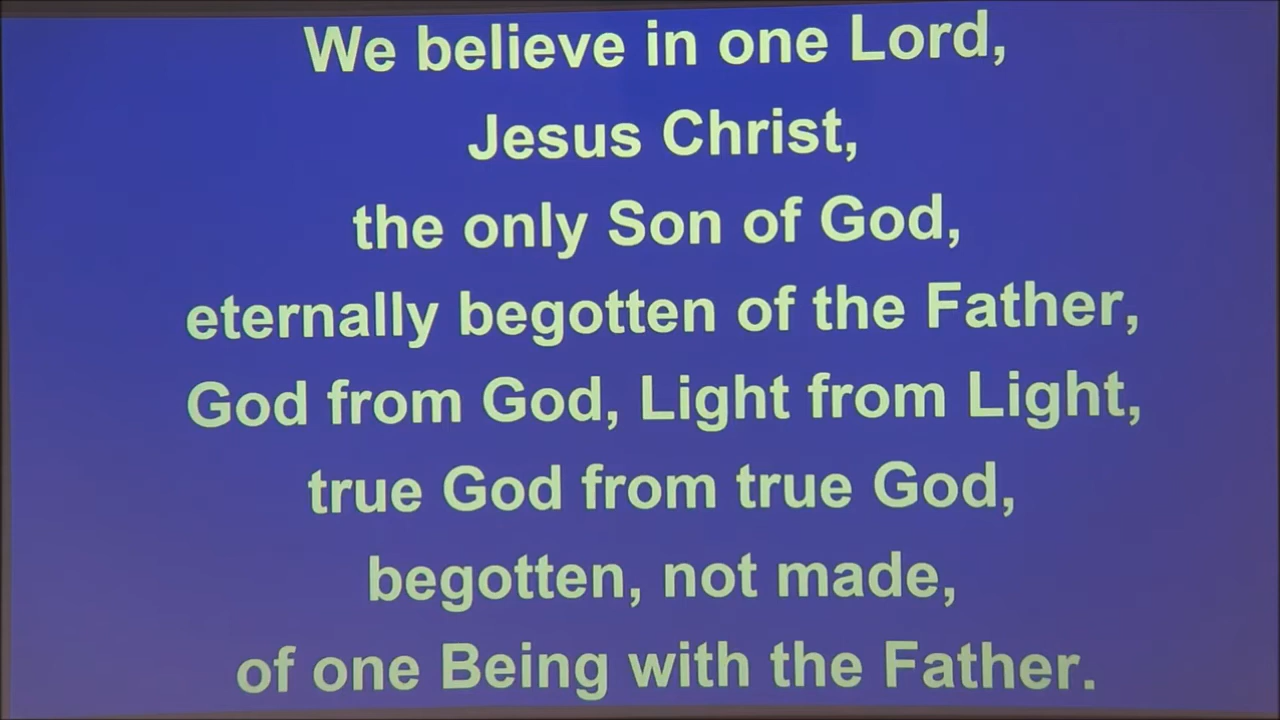 We believe in one Lord,
Jesus Christ,
the only Son of God,
eternally begotten of the Father,
God from God, Light from Light,
true God from true God,
begotten, not made,
of one Being with the Father.